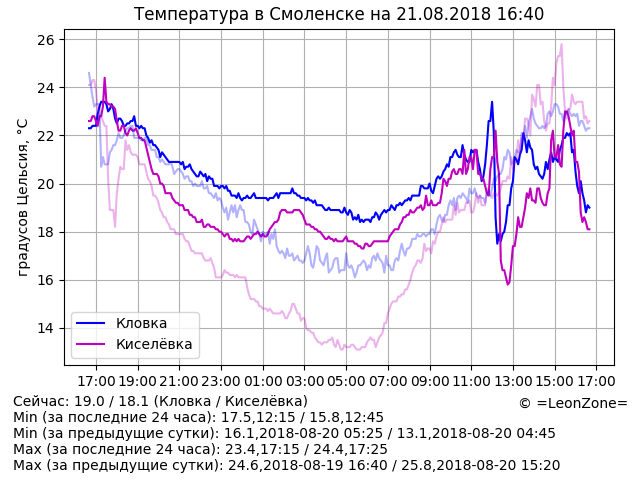 Температура в Смоленске на 21.08.2018 16:40
градусов Цельсия, °C
26
24
22
20
18
16
14
Кловка
Киселёвка
17:00 19:00 21:00 23:00 01:00 03:00 05:00 07:00 09:00 11:00 13:00 15:00 17:00
Сейчас: 19.0 / 18.1 (Кловка / Киселёвка)
© =LeonZone=
Min (за последние 24 часа): 17.5,12:15 / 15.8,12:45
Min (за предыдущие сутки): 16.1,2018-08-20 05:25 / 13.1,2018-08-20 04:45
Max (за последние 24 часа): 23.4,17:15 / 24.4,17:25
Max (за предыдущие сутки): 24.6,2018-08-19 16:40 / 25.8,2018-08-20 15:20